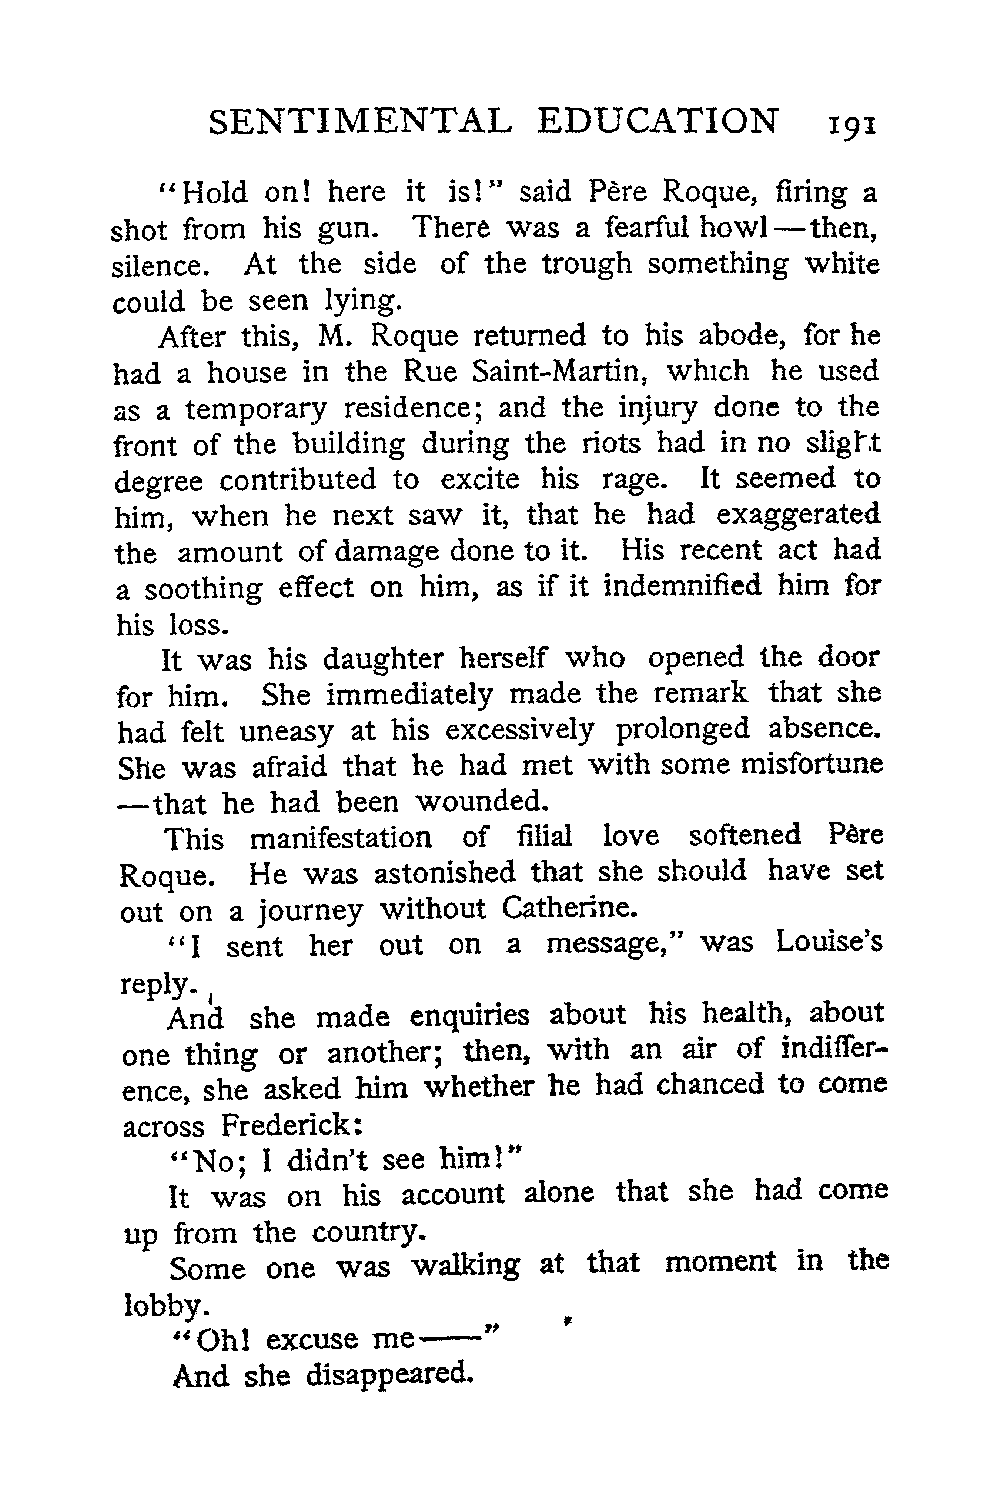 SENTIMENTAL EDUCATION 191
“Hold on! here it is!” said Père Roque, firing a
shot from his gun. There was a fearful howl—then,
silence. At the side of the trough something white
could be seen lying.
After this, M. Roque returned to his abode, for he
had a house in the Rue Saint-Martin, which he used
as a temporary residence; and the injury done to the
front of the building during the riots had in no slight
degree contributed to excite his rage. It seemed to
him, when he next saw it, that he had exaggerated
the amount of damage done to it. His recent act had
a soothing effect on him, as if it indemnified him for
his loss.
It was his daughter herself who opened the door
for him. She immediately made the remark that she
had felt uneasy at his excessively prolonged absence.
She was afraid that he had met with some misfortune
—that he had been wounded.
This manifestation of filial love softened Père
Roque. He was astonished that she should have set
out on a journey without Catherine.
“I sent her out on a message,” was Louise’s
reply.
And she made enquiries about his health, about
one thing or another; then, with an air of indiffer-
ence, she asked him whether he had chanced to come
across Frederick:
“No; I didn’t see him!”
It was on his account alone that she had come
up from the country.
Some one was walking at that moment in the
lobby.
“Oh! excuse me——”
And she disappeared.